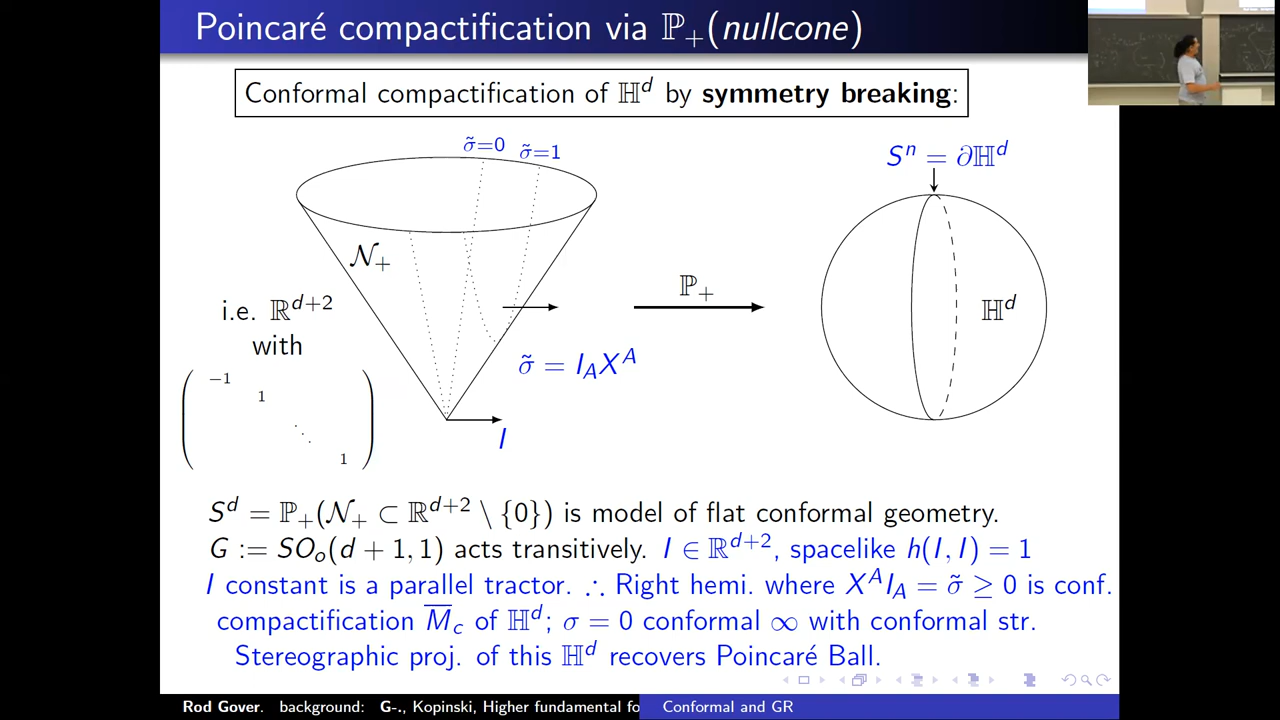 Poincaré compactification via ℙ₊(nullcone)
Conformal compactification of ℍᵈ by symmetry breaking:
σ̃=0
σ̃=1
Sⁿ = ∂ℍᵈ
𝒩₊
ℙ₊
i.e. ℝᵈ⁺²
with
ℍᵈ
σ̃ = I_A Xᴬ
−1
1
⋱
1
I
Sᵈ = ℙ₊(𝒩₊ ⊂ ℝᵈ⁺² \ {0}) is model of flat conformal geometry.
G := SOₒ(d + 1, 1) acts transitively. I ∈ ℝᵈ⁺², spacelike h(I, I) = 1
I constant is a parallel tractor. ∴ Right hemi. where Xᴬ I_A = σ̃ ≥ 0 is conf.
compactification M̅_c of ℍᵈ; σ = 0 conformal ∞ with conformal str.
Stereographic proj. of this ℍᵈ recovers Poincaré Ball.
Rod Gover. background: G-., Kopinski, Higher fundamental fo
Conformal and GR